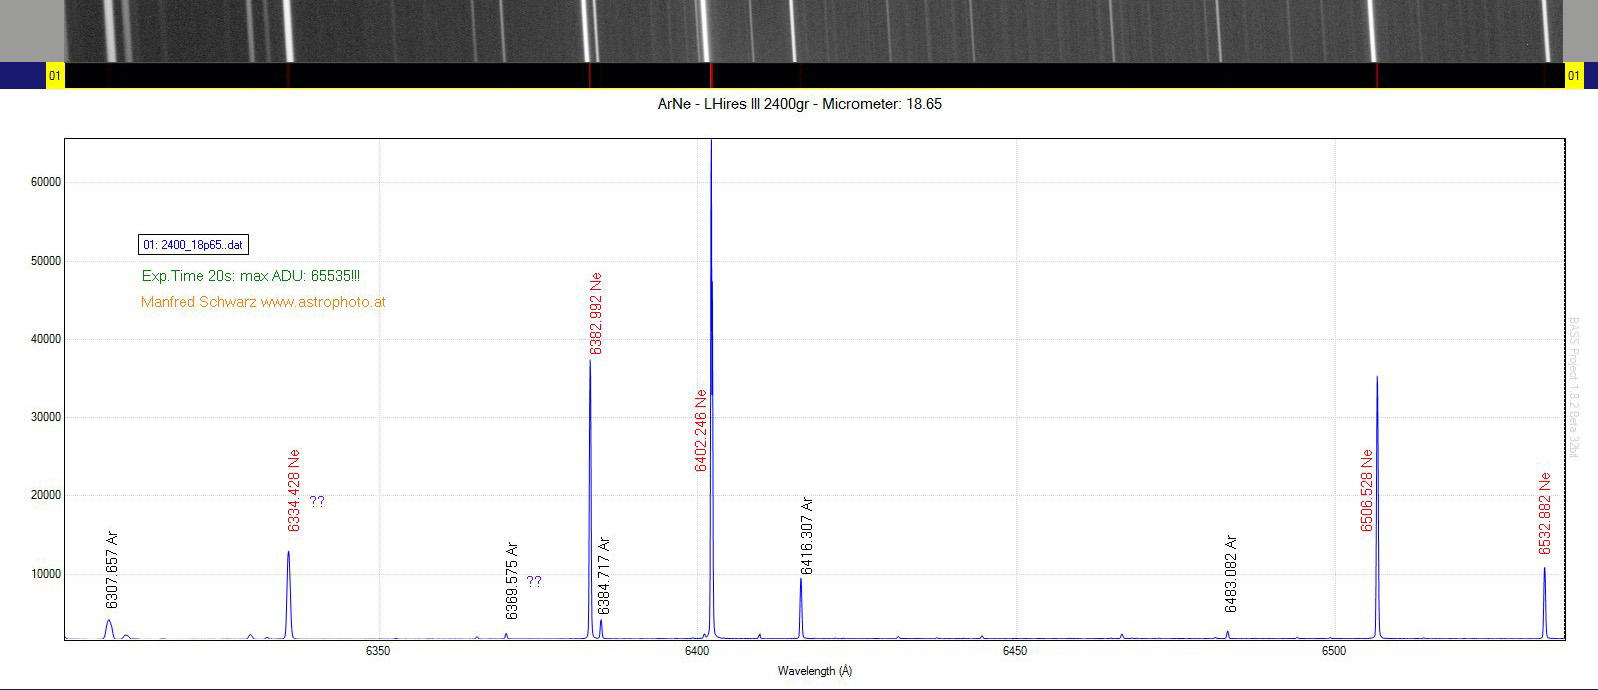 01
01
ArNe - LHires III 2400gr - Micrometer: 18.65
60000
50000
40000
30000
20000
10000
01: 2400_18p65..dat
Exp.Time 20s: max ADU: 65535!!!
Manfred Schwarz www.astrophoto.at
6307.657 Ar
6334.428 Ne
??
6369.575 Ar
??
6382.992 Ne
6384.717 Ar
6402.246 Ne
6416.307 Ar
6483.082 Ar
6506.528 Ne
6532.882 Ne
BASS Project 1.8.2 Beta 32bit
6350
6400
6450
6500
Wavelength (Å)